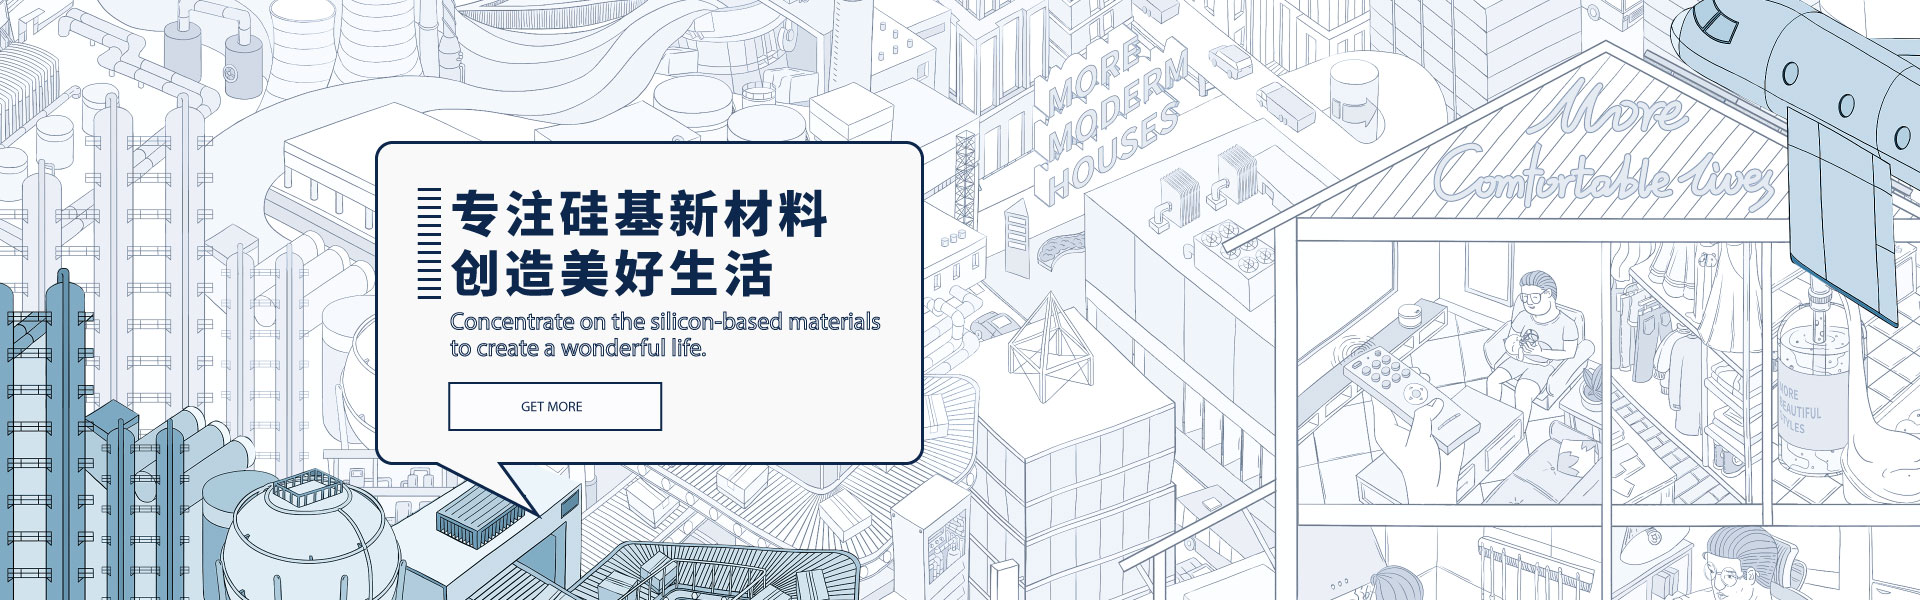 专注硅基新材料
创造美好生活
Concentrate on the silicon-based materials
to create a wonderful life.
GET MORE
MORE
MODERM
HOUSES
More
Comfortable lives
MORE
BEAUTIFUL
STYLES